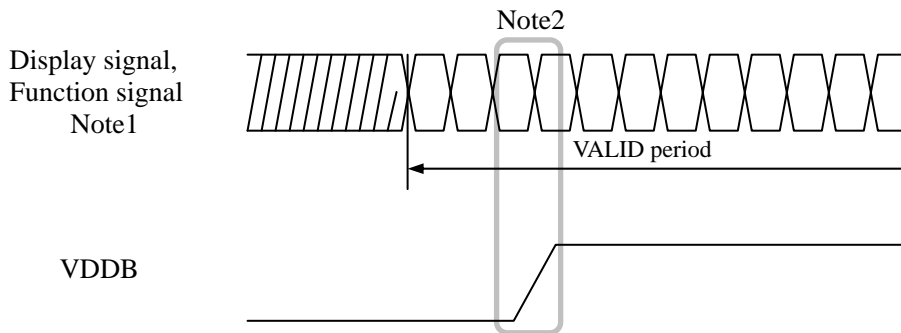 Note2
Display signal,
Function signal
Note1
VALID period
VDDB